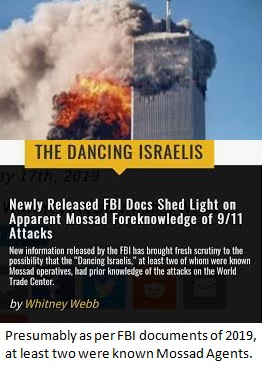 THE DANCING ISRAELIS
May 17th, 2019
Newly Released FBI Docs Shed Light on
Apparent Mossad Foreknowledge of 9/11
Attacks
New information released by the FBI has brought fresh scrutiny to the
possibility that the “Dancing Israelis,” at least two of whom were known
Mossad operatives, had prior knowledge of the attacks on the World
Trade Center.
by Whitney Webb
Presumably as per FBI documents of 2019,
at least two were known Mossad Agents.